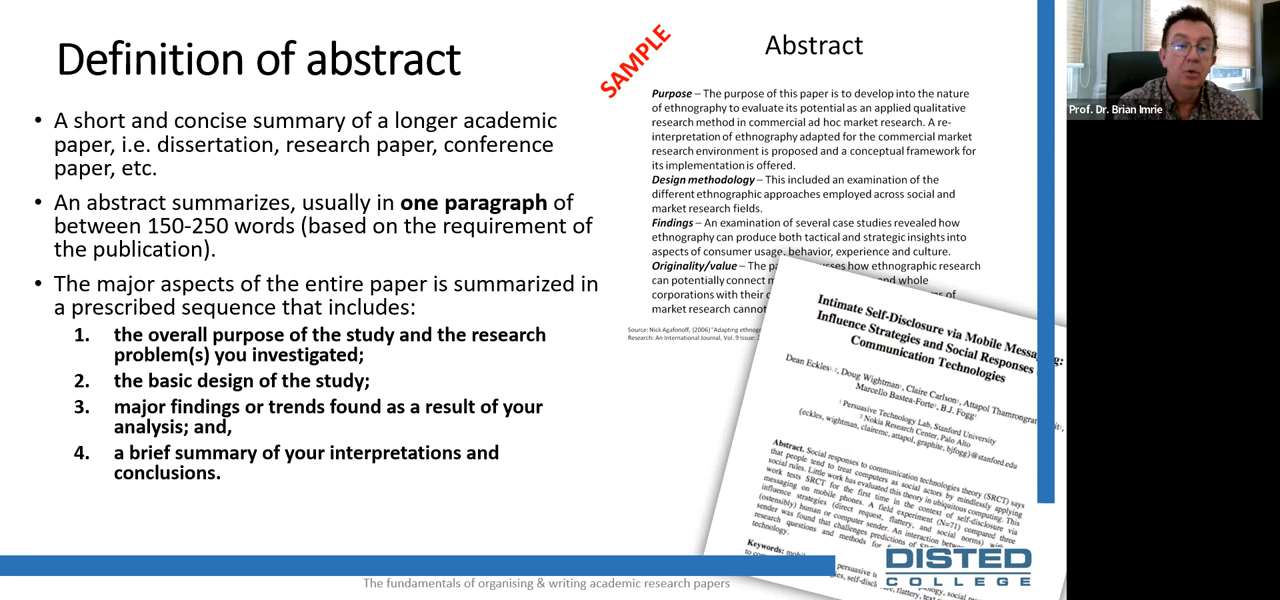 Definition of abstract
• A short and concise summary of a longer academic
paper, i.e. dissertation, research paper, conference
paper, etc.
• An abstract summarizes, usually in one paragraph of
between 150-250 words (based on the requirement of
the publication).
• The major aspects of the entire paper is summarized in
a prescribed sequence that includes:
1. the overall purpose of the study and the research
problem(s) you investigated;
2. the basic design of the study;
3. major findings or trends found as a result of your
analysis; and,
4. a brief summary of your interpretations and
conclusions.
SAMPLE
Abstract
Purpose – The purpose of this paper is to develop into the nature
of ethnography to evaluate its potential as an applied qualitative
research method in commercial ad hoc market research. A re-
interpretation of ethnography adapted for the commercial market
research environment is proposed and a conceptual framework for
its implementation is offered.
Design methodology – This included an examination of the
different ethnographic approaches employed across social and
market research fields.
Findings – An examination of several case studies revealed how
ethnography can produce both tactical and strategic insights into
aspects of consumer usage, behavior, experience and culture.
Originality/value – The how ethnographic research
can potentially connect and whole
corporations with their of
market research cannot
Source: Nick Agafonoff, (2006) "Adapting
Research: An International Journal, Vol. 9 Issue:
Intimate Self-Disclosure via Mobile Messaging:
Influence Strategies and Social Responses
Communication Technologies
Dean Eckles, Doug Wightman, Claire Carlson, Attapol
Marcello Bastea-Forte, B.J. Fogg
Persuasive Technology Lab, Stanford University
Nokia Research Center, Palo Alto
{eckles, wightman, clairemc, attapol, graphite, bjfogg}@stanford.edu
Abstract. Social responses to communication technologies theory (SRCT) says
that people tend to treat computers as social actors by mindlessly applying
social rules. Little work has evaluated this theory in ubiquitous computing. This
work tests SRCT for the first time in the context of self-disclosure via
messaging on mobile phones. A field experiment (N=71) compared three
influence strategies (direct request, flattery, and social norms)
(ostensibly) human or computer sender. An interaction
sender was found that challenges predictions of
research questions and methods for
technology.
Keywords:
persuasive
flattery,
DISTED
COLLEGE
The fundamentals of organising & writing academic research papers
Prof. Dr. Brian Imrie